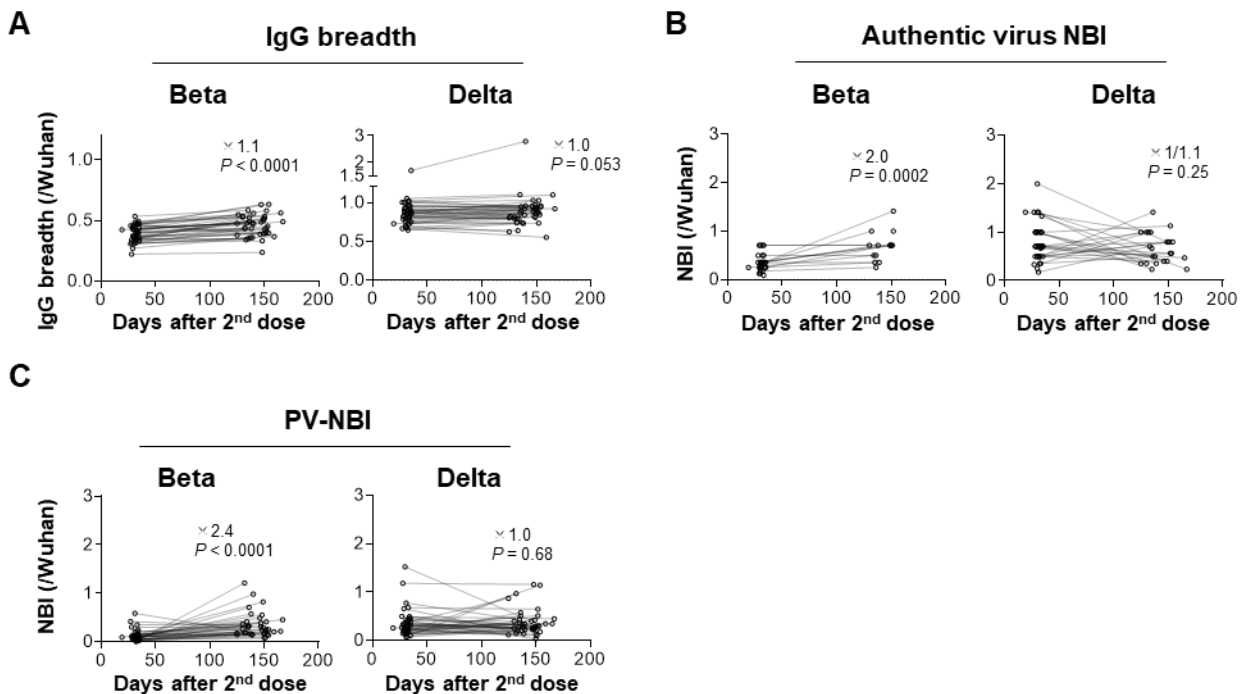 A
IgG breadth
Beta
Delta
IgG breadth (/Wuhan)
1.0
0.5
0.0
× 1.1
P < 0.0001
0 50 100 150 200
Days after 2nd dose
3
2
1.5
1.0
0.5
0.0
× 1.0
P = 0.053
0 50 100 150 200
Days after 2nd dose
B
Authentic virus NBI
Beta
Delta
NBI (/Wuhan)
3
2
1
0
× 2.0
P = 0.0002
0 50 100 150 200
Days after 2nd dose
3
2
1
0
× 1/1.1
P = 0.25
0 50 100 150 200
Days after 2nd dose
C
PV-NBI
Beta
Delta
NBI (/Wuhan)
3
2
1
0
× 2.4
P < 0.0001
0 50 100 150 200
Days after 2nd dose
3
2
1
0
× 1.0
P = 0.68
0 50 100 150 200
Days after 2nd dose